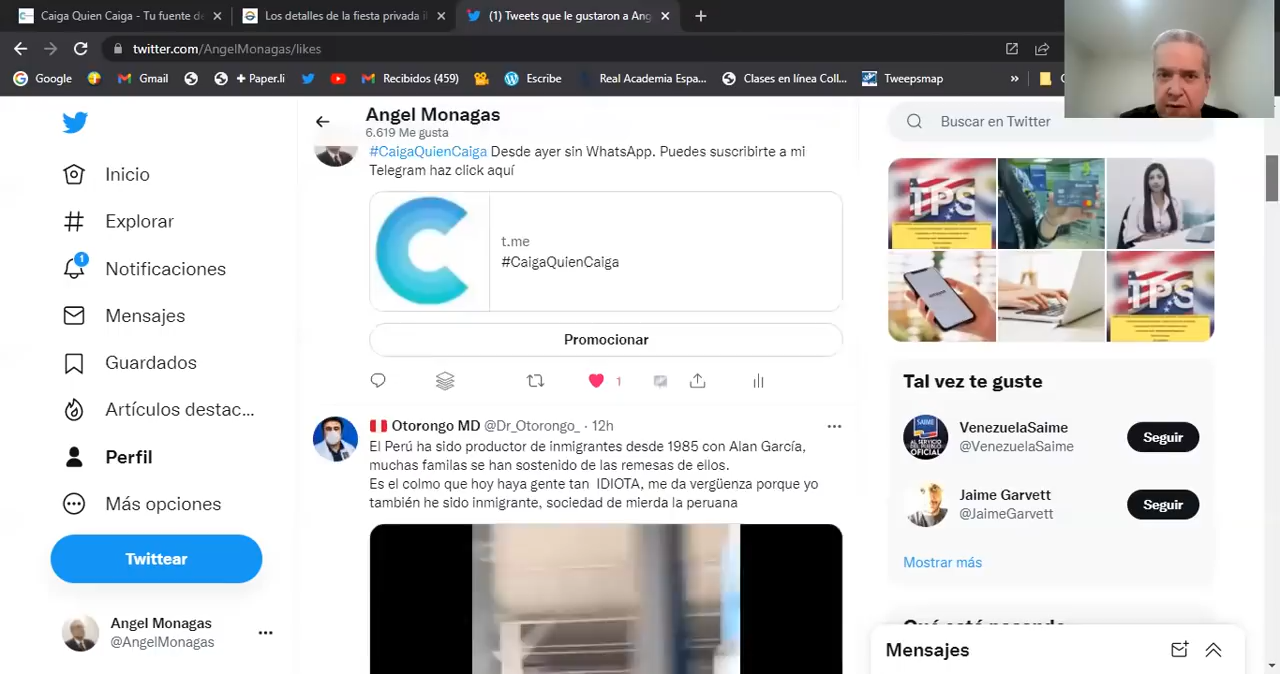 Caiga Quien Caiga - Tu fuente de
Los detalles de la fiesta privada i
(1) Tweets que le gustaron a Ang
twitter.com/AngelMonagas/likes
Google
Gmail
Paper.li
Recibidos (459)
Escribe
Real Academia Espa...
Clases en línea Coll...
Tweepsmap
»
Inicio
Explorar
1
Notificaciones
Mensajes
Guardados
Artículos destac...
Perfil
Más opciones
Twittear
Angel Monagas
@AngelMonagas
Angel Monagas
6.619 Me gusta
#CaigaQuienCaiga Desde ayer sin WhatsApp. Puedes suscribirte a mi
Telegram haz click aquí
t.me
#CaigaQuienCaiga
Promocionar
1
Otorongo MD @Dr_Otorongo_ · 12h
El Perú ha sido productor de inmigrantes desde 1985 con Alan García,
muchas familas se han sostenido de las remesas de ellos.
Es el colmo que hoy haya gente tan IDIOTA, me da vergüenza porque yo
también he sido inmigrante, sociedad de mierda la peruana
Buscar en Twitter
TPS
TPS
Tal vez te guste
VenezuelaSaime
@VenezuelaSaime
Seguir
Jaime Garvett
@JaimeGarvett
Seguir
Mostrar más
Qué está pasando
Mensajes